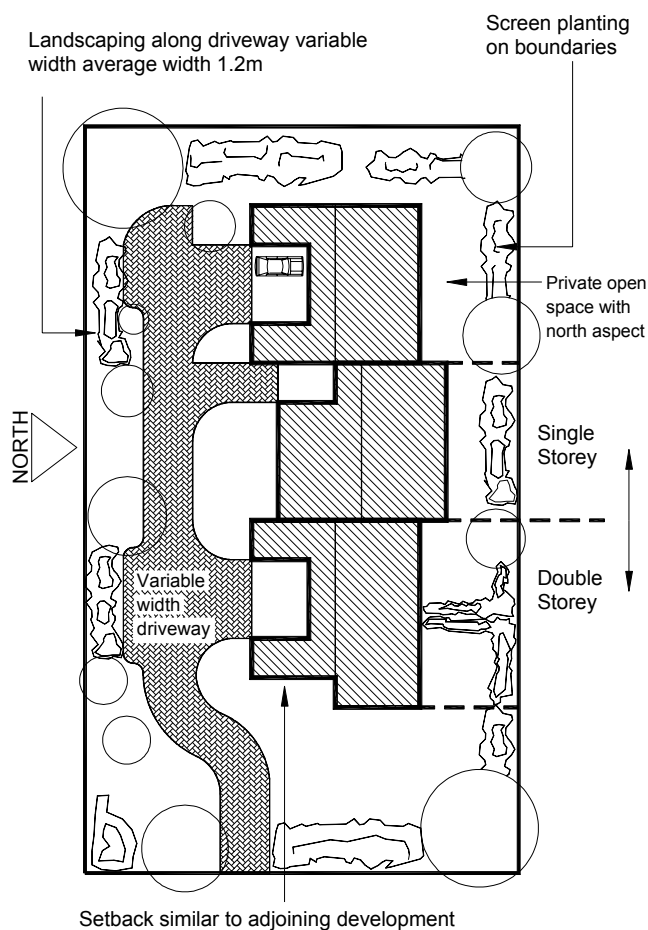 Landscaping along driveway variable
width average width 1.2m
Screen planting
on boundaries
Private open
space with
north aspect
NORTH
Single
Storey
Double
Storey
Variable
width
driveway
Setback similar to adjoining development